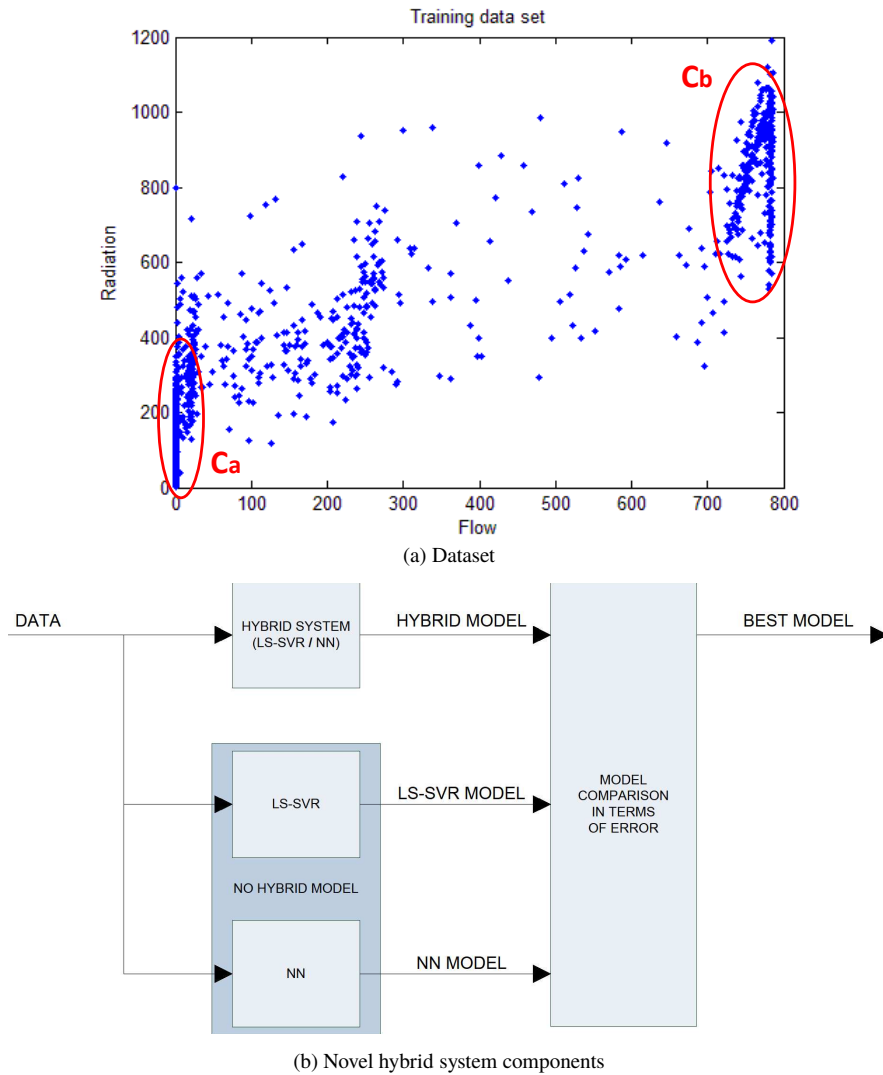 Training data set
1200
1000
800
600
400
200
0
Radiation
Cb
Ca
0 100 200 300 400 500 600 700 800
Flow
(a) Dataset
DATA
HYBRID SYSTEM
(LS-SVR / NN)
HYBRID MODEL
BEST MODEL
LS-SVR
LS-SVR MODEL
MODEL
COMPARISON
IN TERMS
OF ERROR
NO HYBRID MODEL
NN
NN MODEL
(b) Novel hybrid system components